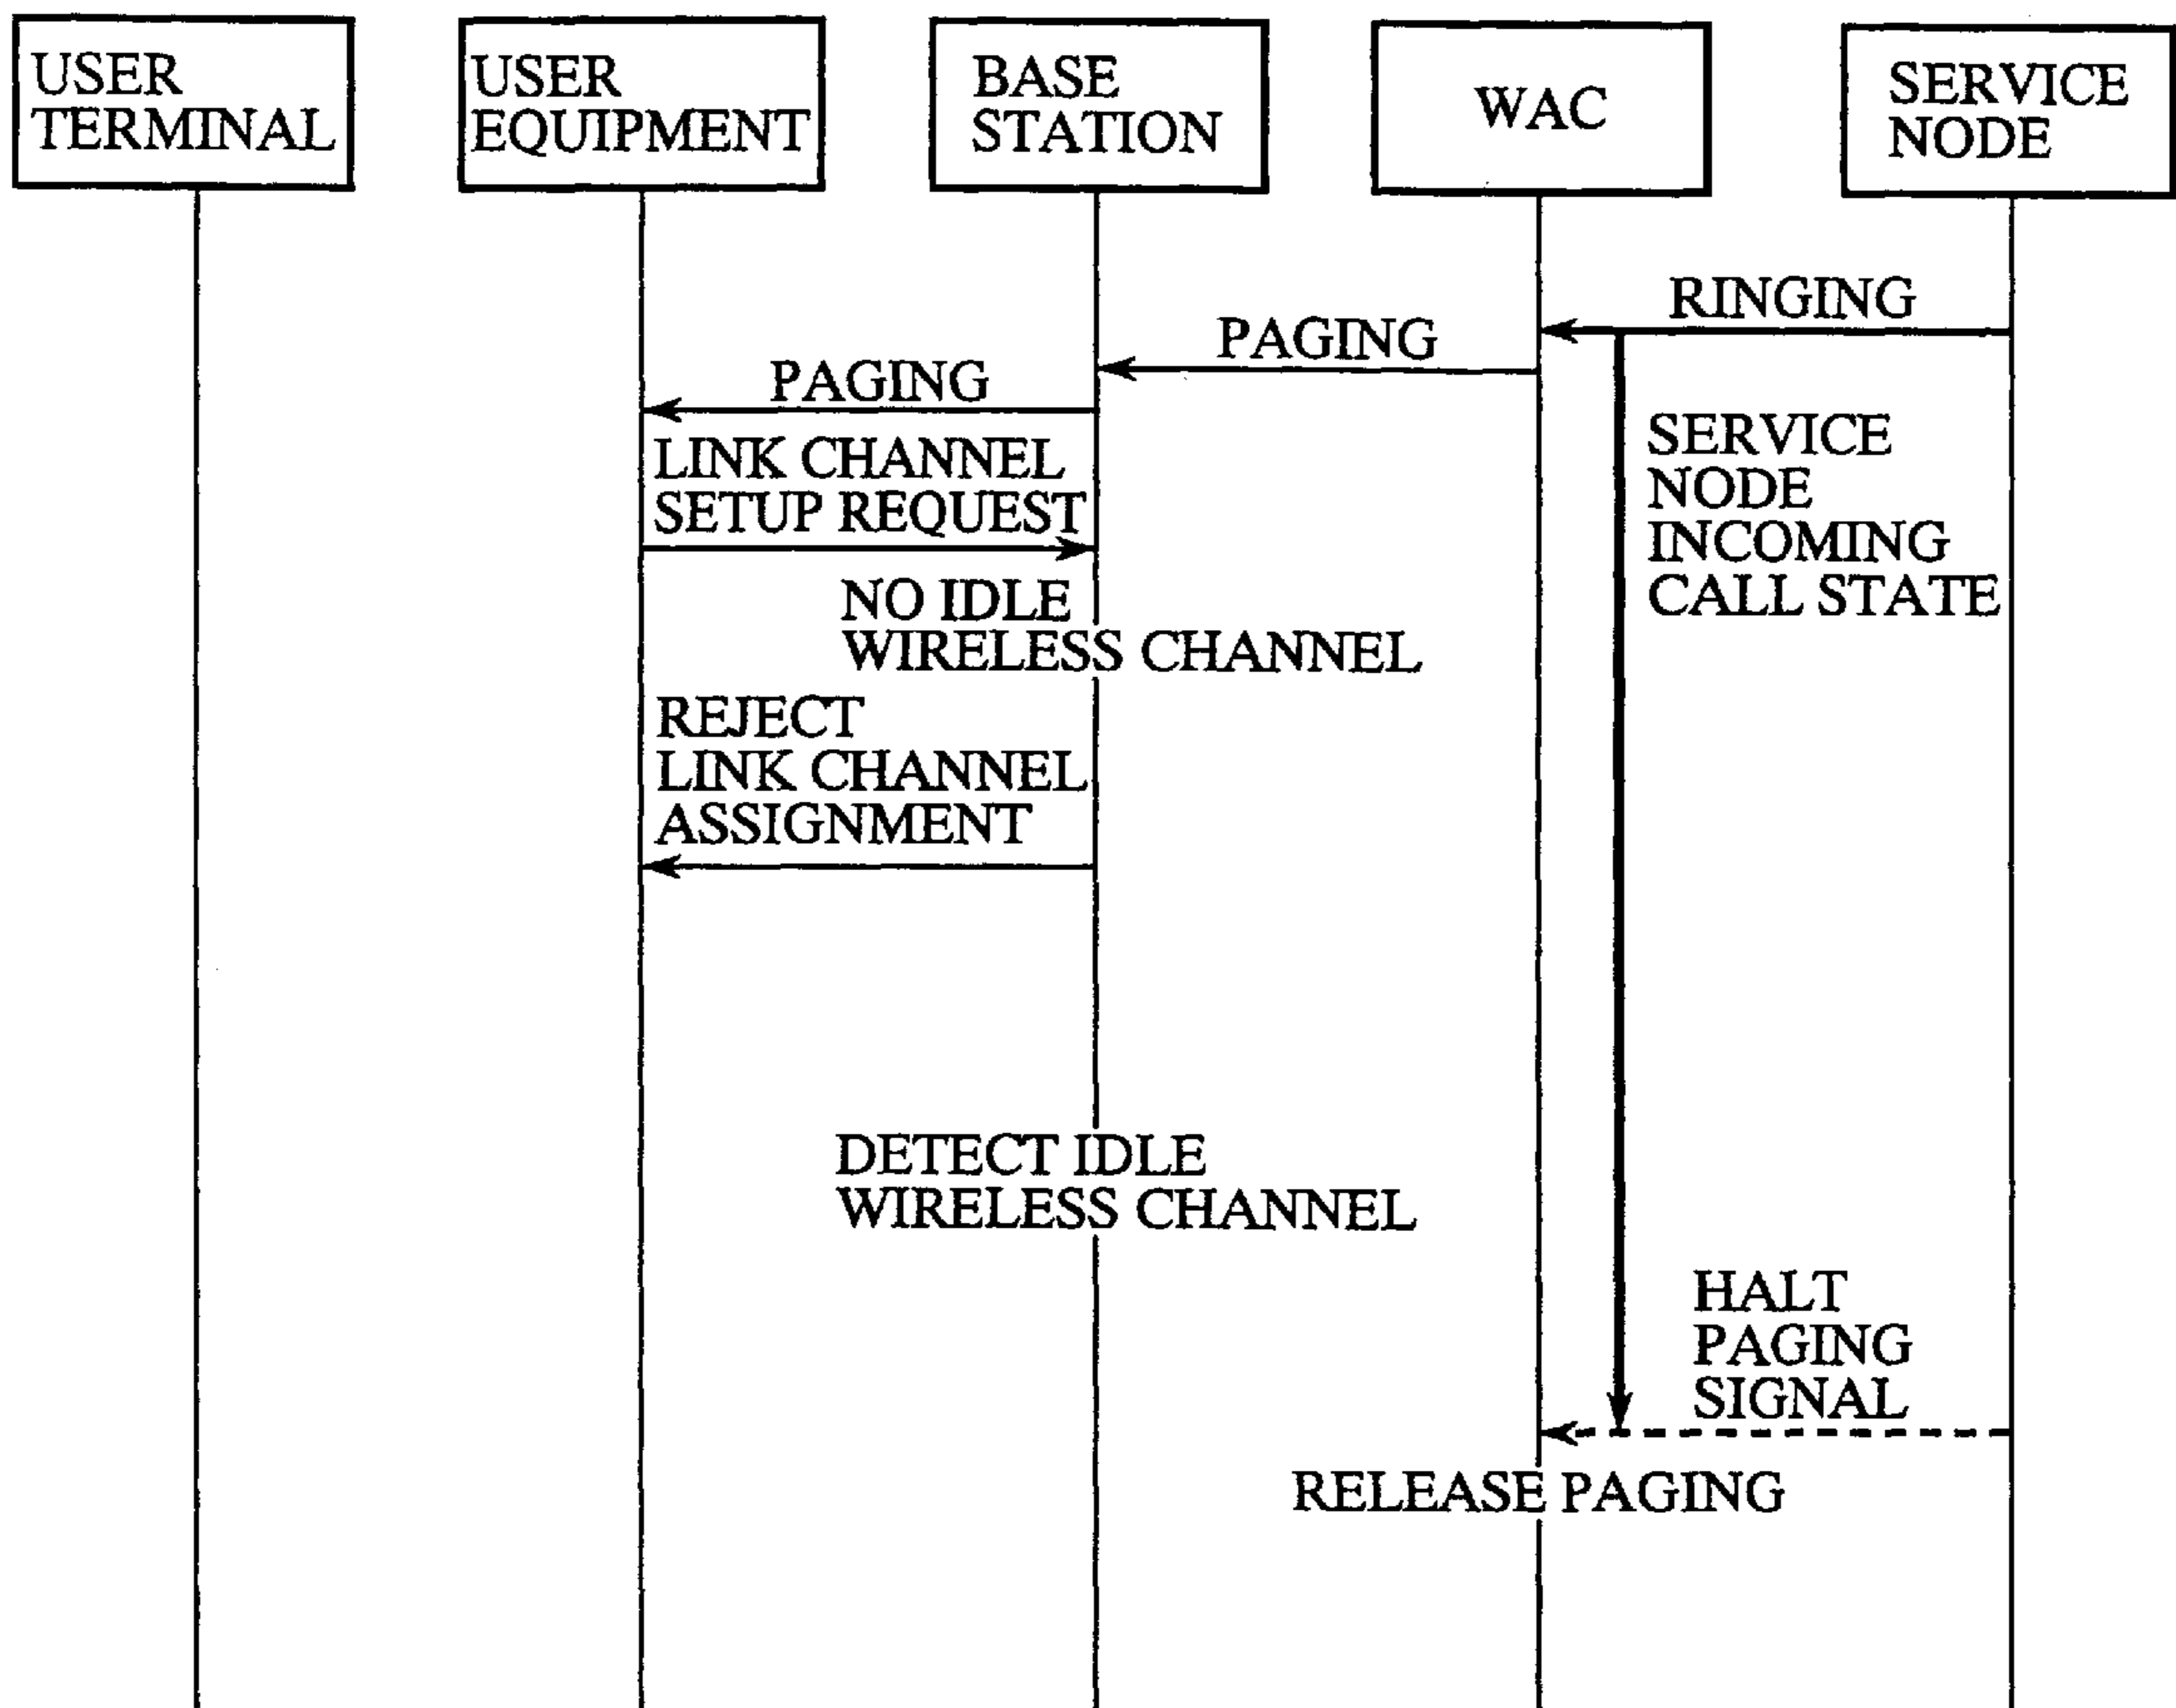 USER
TERMINAL
USER
EQUIPMENT
BASE
STATION
WAC
SERVICE
NODE
RINGING
PAGING
PAGING
LINK CHANNEL
SETUP REQUEST
SERVICE
NODE
INCOMING
CALL STATE
NO IDLE
WIRELESS CHANNEL
REJECT
LINK CHANNEL
ASSIGNMENT
DETECT IDLE
WIRELESS CHANNEL
HALT
PAGING
SIGNAL
RELEASE PAGING